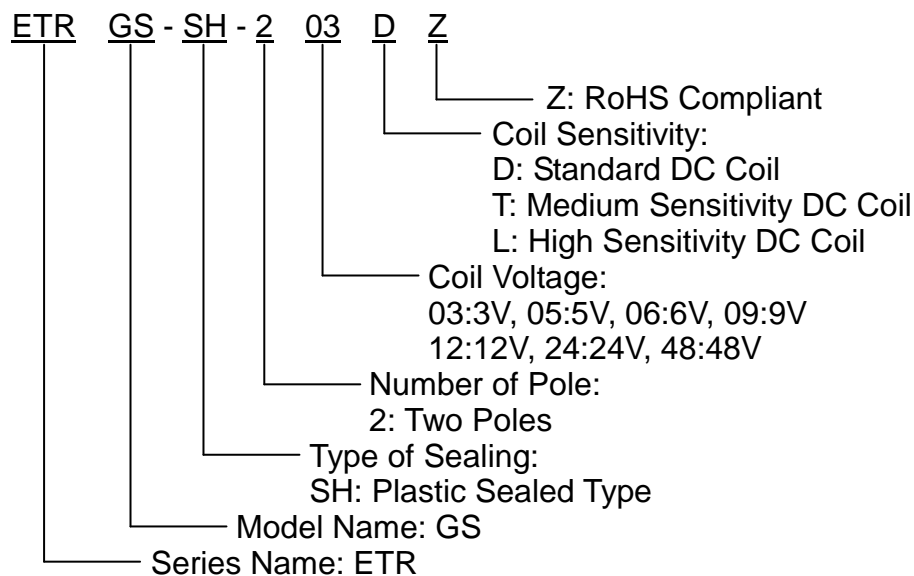 ETR GS - SH - 2 03 D Z
Z: RoHS Compliant
Coil Sensitivity:
D: Standard DC Coil
T: Medium Sensitivity DC Coil
L: High Sensitivity DC Coil
Coil Voltage:
03:3V, 05:5V, 06:6V, 09:9V
12:12V, 24:24V, 48:48V
Number of Pole:
2: Two Poles
Type of Sealing:
SH: Plastic Sealed Type
Model Name: GS
Series Name: ETR